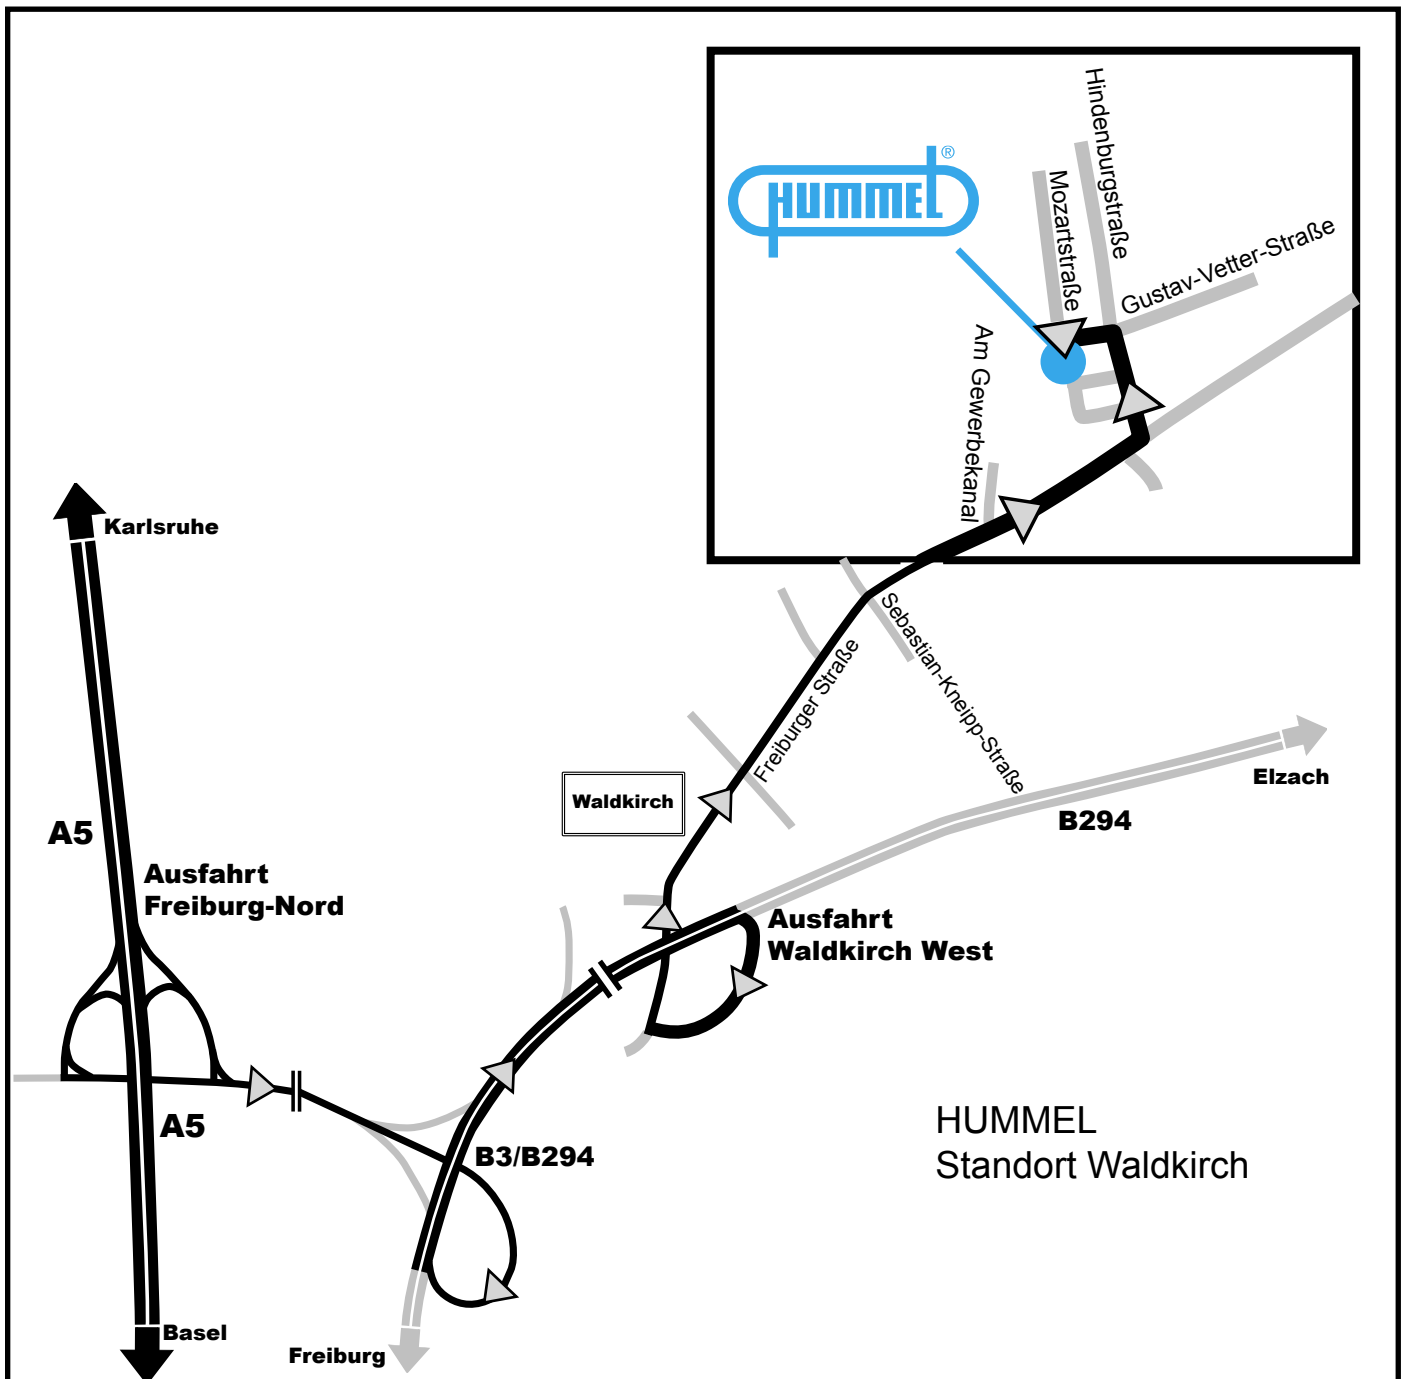 HUMMEL®
Hindenburgstraße
Mozartstraße
Gustav-Vetter-Straße
Am Gewerbekanal
Karlsruhe
Sebastian-Kneipp-Straße
Freiburger Straße
Waldkirch
Elzach
B294
A5
Ausfahrt
Freiburg-Nord
Ausfahrt
Waldkirch West
A5
B3/B294
HUMMEL
Standort Waldkirch
Basel
Freiburg